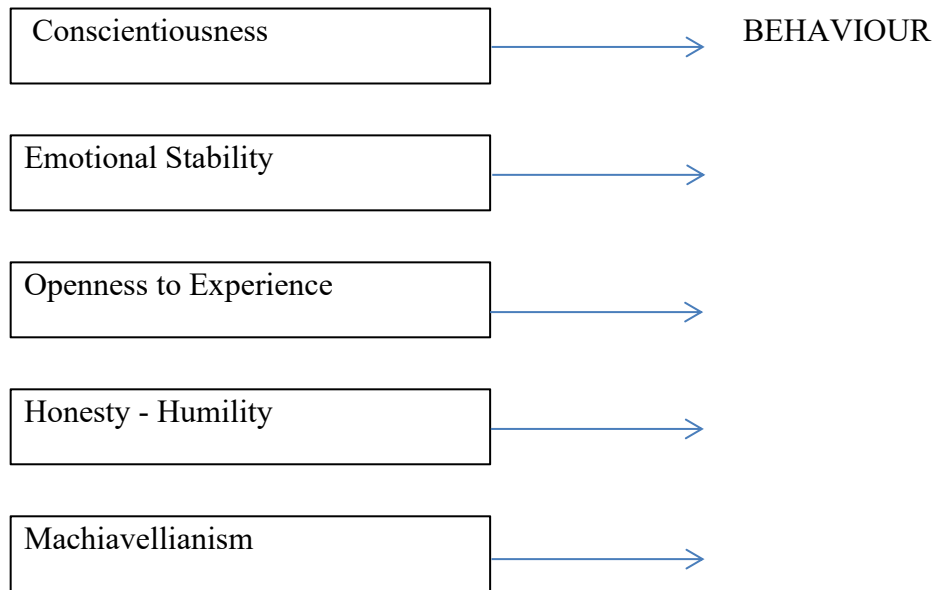 Conscientiousness
BEHAVIOUR
Emotional Stability
Openness to Experience
Honesty - Humility
Machiavellianism